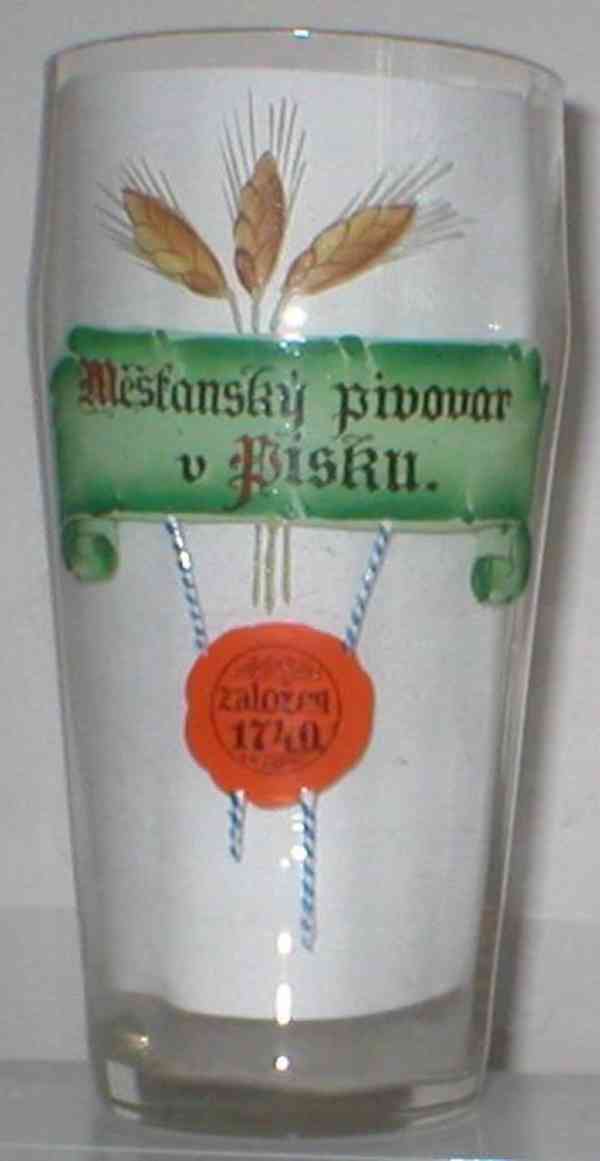 Měšťanský pivovar
v Písku.
založen
1740.